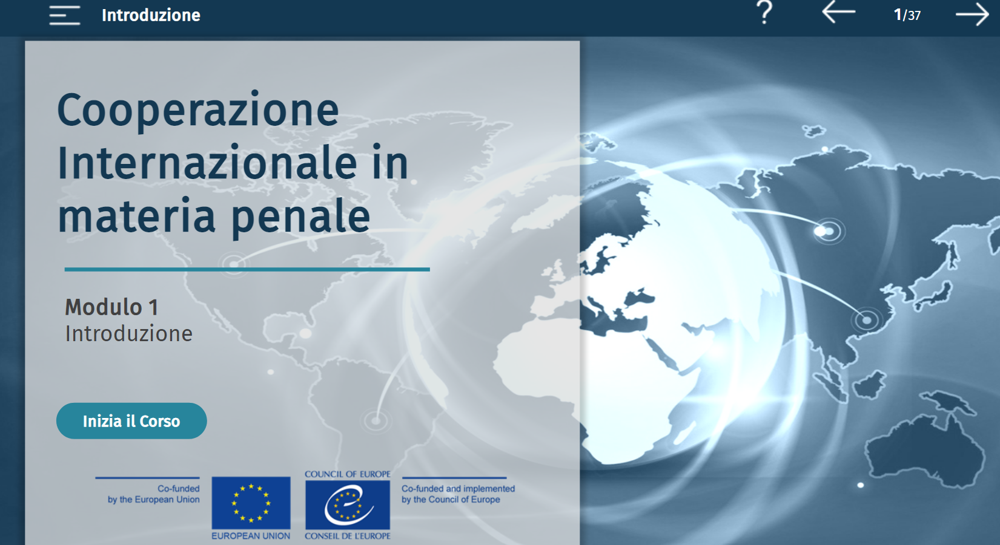 Introduzione
?
1/37
Cooperazione
Internazionale in
materia penale
Modulo 1
Introduzione
Inizia il Corso
Co-funded
by the European Union
EUROPEAN UNION
COUNCIL OF EUROPE
CONSEIL DE L'EUROPE
Co-funded and implemented
by the Council of Europe